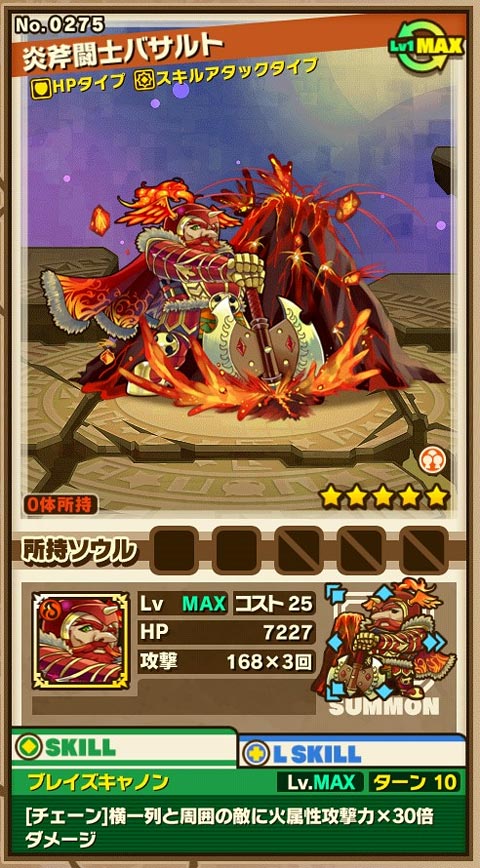 No.0275
炎斧闘士バサルト
Lv1 MAX
HPタイプ スキルアタックタイプ
0体所持
所持ソウル
Lv MAX コスト 25
HP 7227
攻撃 168×3回
SUMMON
SKILL
L SKILL
ブレイズキャノン Lv.MAX ターン 10
[チェーン]横一列と周囲の敵に火属性攻撃力×30倍
ダメージ